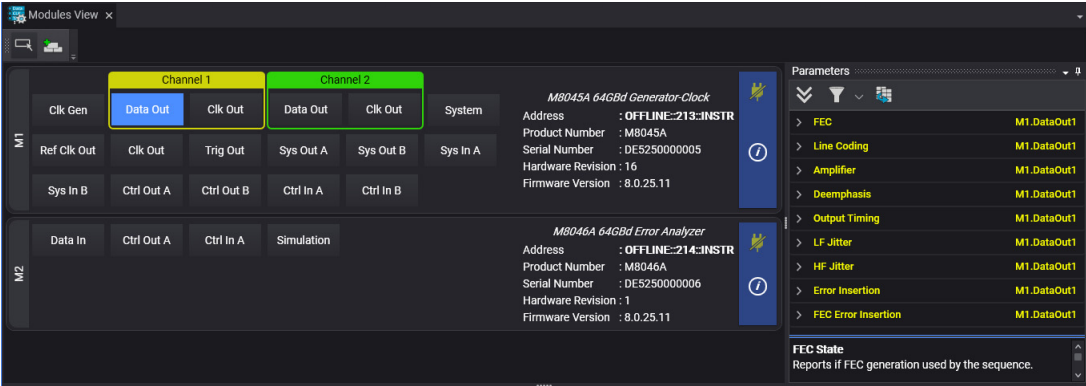 Modules View ×
Channel 1
Channel 2
Clk Gen
Data Out
Clk Out
Data Out
Clk Out
System
M1
Ref Clk Out
Clk Out
Trig Out
Sys Out A
Sys Out B
Sys In A
Sys In B
Ctrl Out A
Ctrl Out B
Ctrl In A
Ctrl In B
M8045A 64GBd Generator-Clock
Address : OFFLINE::213::INSTR
Product Number : M8045A
Serial Number : DE5250000005
Hardware Revision : 16
Firmware Version : 8.0.25.11
M2
Data In
Ctrl Out A
Ctrl In A
Simulation
M8046A 64GBd Error Analyzer
Address : OFFLINE::214::INSTR
Product Number : M8046A
Serial Number : DE5250000006
Hardware Revision : 1
Firmware Version : 8.0.25.11
Parameters
FEC M1.DataOut1
Line Coding M1.DataOut1
Amplifier M1.DataOut1
Deemphasis M1.DataOut1
Output Timing M1.DataOut1
LF Jitter M1.DataOut1
HF Jitter M1.DataOut1
Error Insertion M1.DataOut1
FEC Error Insertion M1.DataOut1
FEC State
Reports if FEC generation used by the sequence.